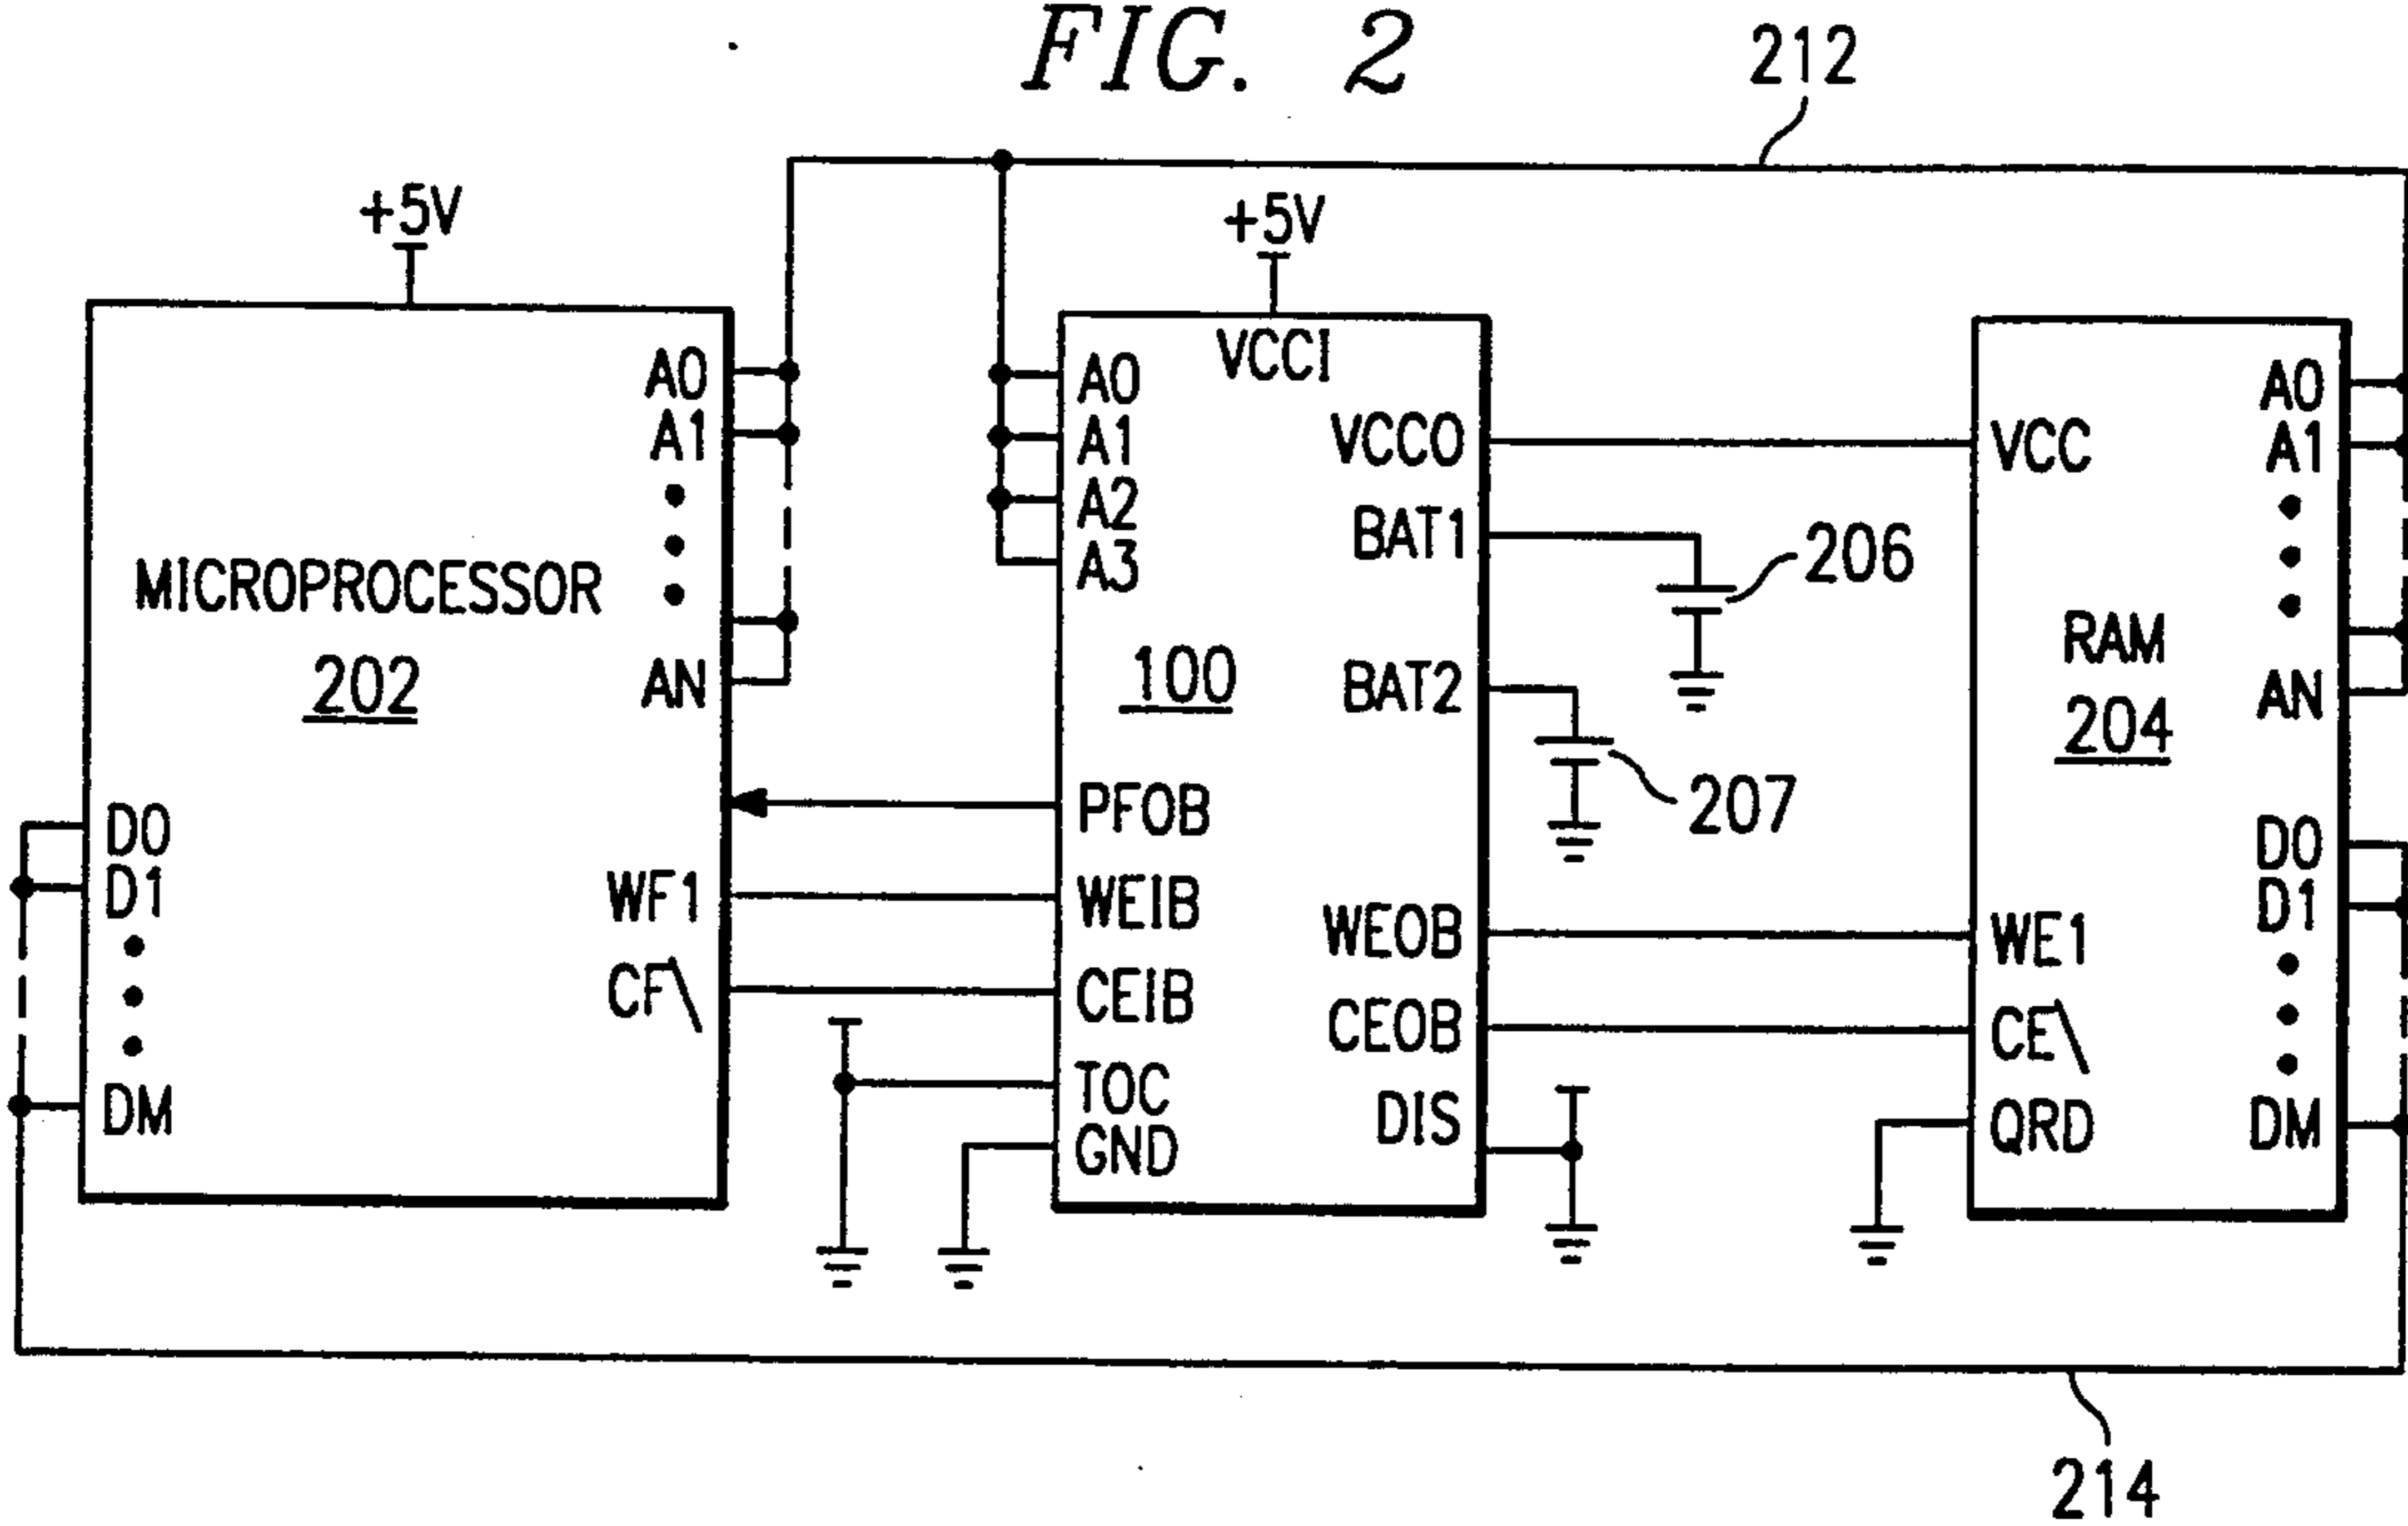 FIG. 2
212
+5V
+5V
MICROPROCESSOR
202
A0
A1
AN
D0
D1
DM
WF1
CF\
VCCI
A0
A1
A2
A3
100
PFOB
WEIB
CEIB
TOC
GND
VCCO
BAT1
BAT2
WEOB
CEOB
DIS
206
207
VCC
RAM
204
A0
A1
AN
D0
D1
DM
WE1
CE\
QRD
214